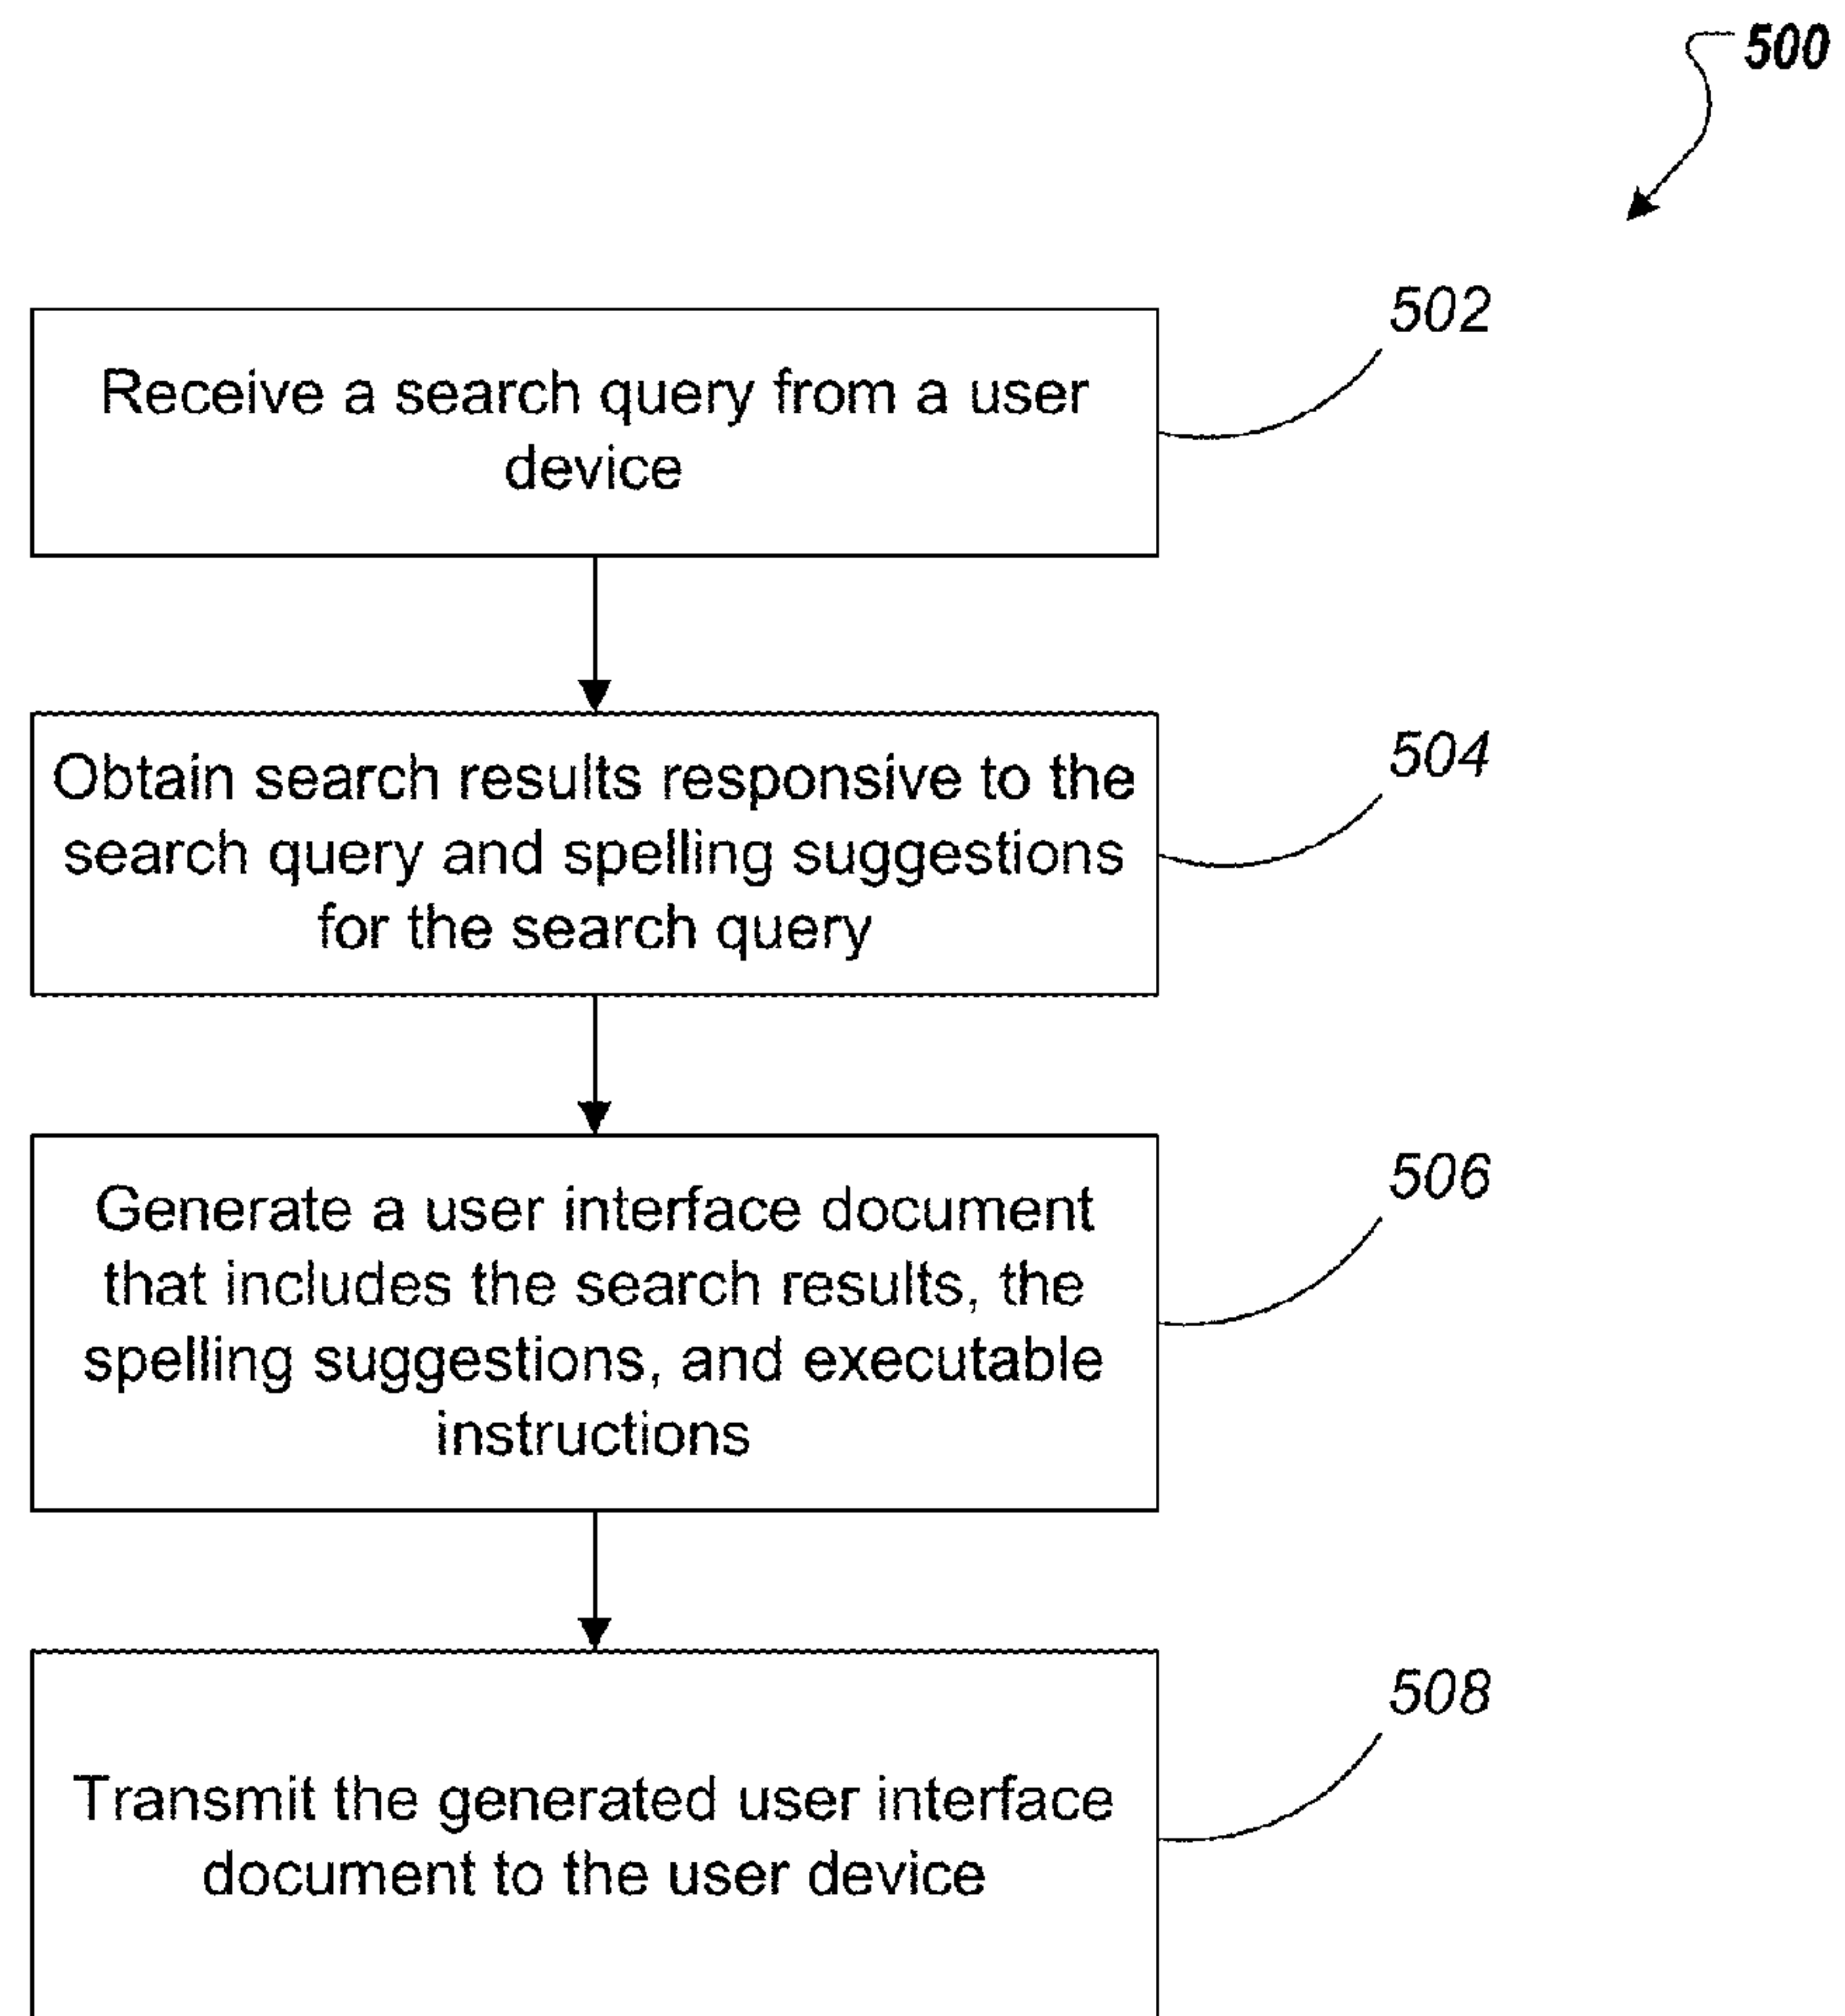 500
502
Receive a search query from a user
device
504
Obtain search results responsive to the
search query and spelling suggestions
for the search query
506
Generate a user interface document
that includes the search results, the
spelling suggestions, and executable
instructions
508
Transmit the generated user interface
document to the user device